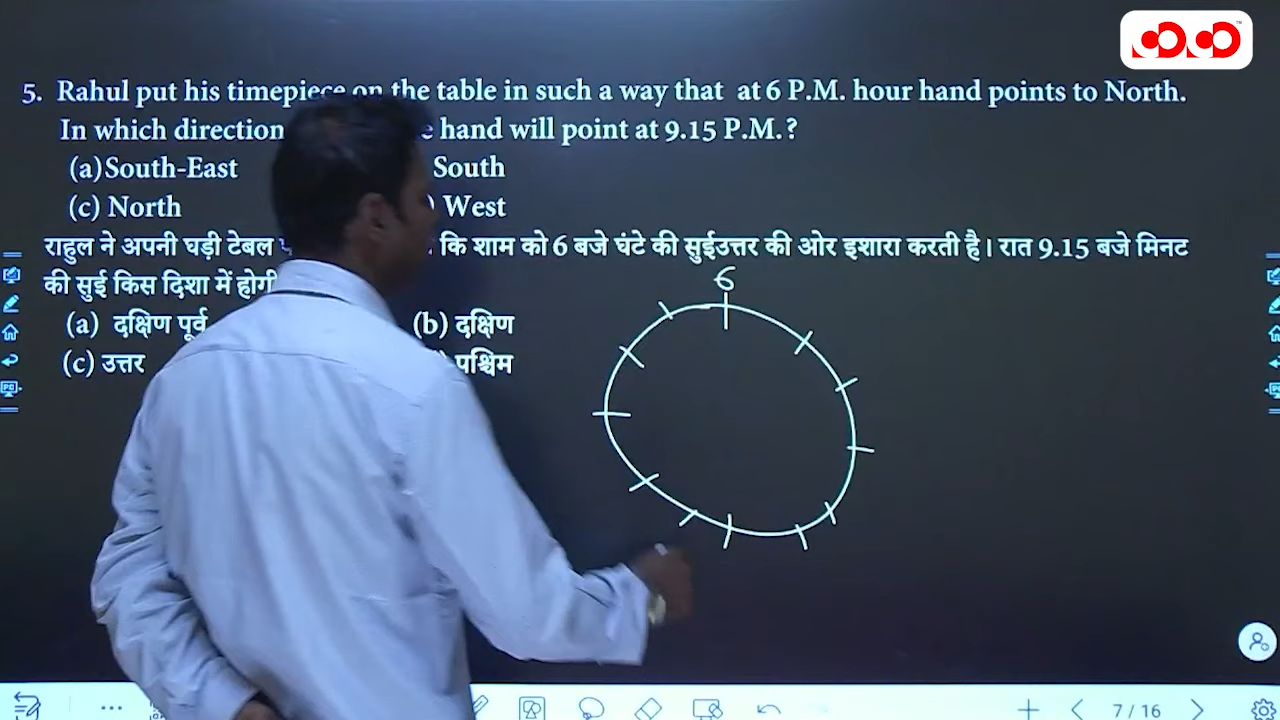 5. Rahul put his timepiece on the table in such a way that at 6 P.M. hour hand points to North.
In which direction hand will point at 9.15 P.M.?
(a) South-East South
(c) North West
राहुल ने अपनी घड़ी टेबल कि शाम को 6 बजे घंटे की सुईउत्तर की ओर इशारा करती है। रात 9.15 बजे मिनट
की सुई किस दिशा में होगी
(a) दक्षिण पूर्व (b) दक्षिण
(c) उत्तर पश्चिम
6
7 / 16